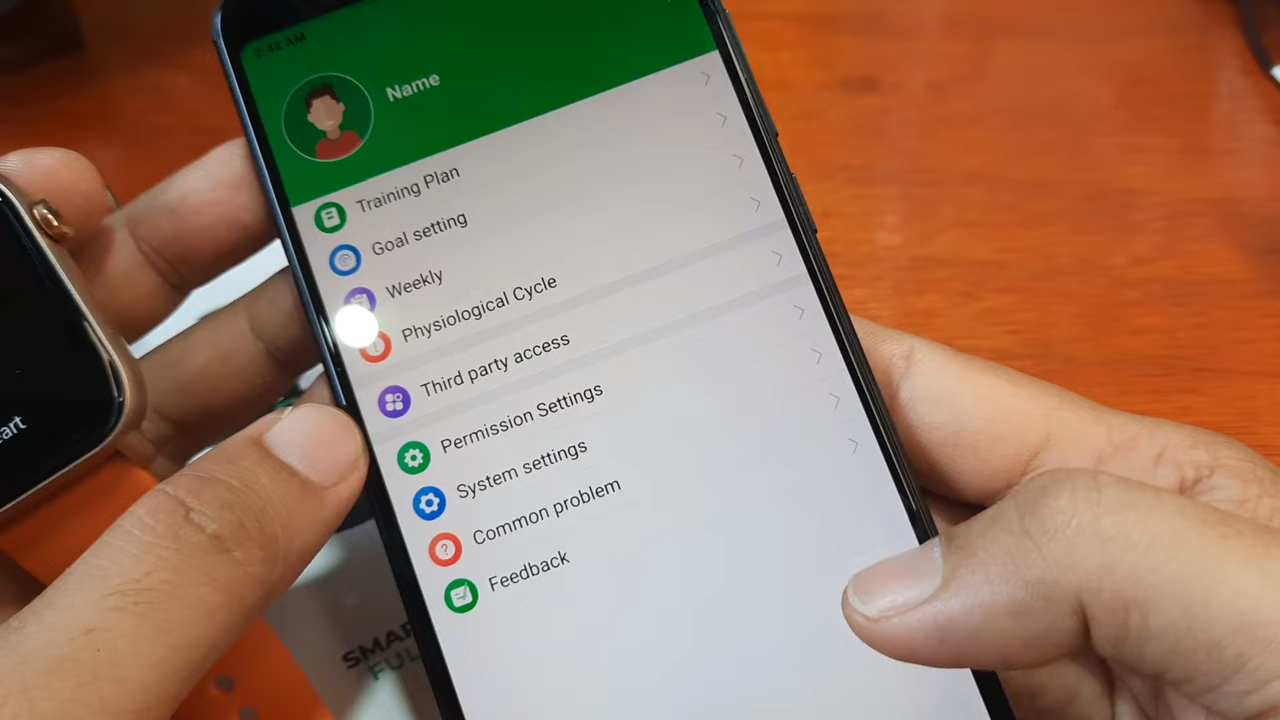 2:42 AM
Name
Training Plan
Goal setting
Weekly
Physiological Cycle
Third party access
Permission Settings
System settings
Common problem
Feedback